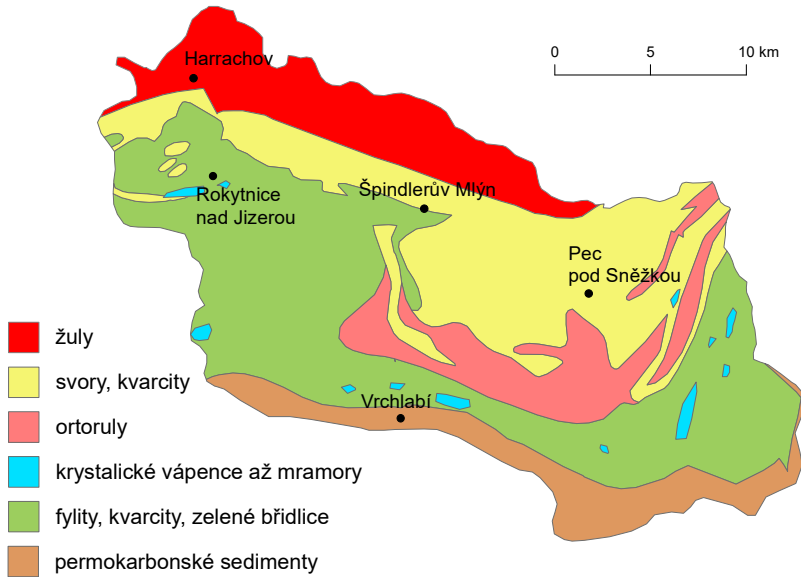 Harrachov
0 5 10 km
Rokytnice
nad Jizerou
Špindlerův Mlýn
Pec
pod Sněžkou
Vrchlabí
žuly
svory, kvarcity
ortoruly
krystalické vápence až mramory
fylity, kvarcity, zelené břidlice
permokarbonské sedimenty